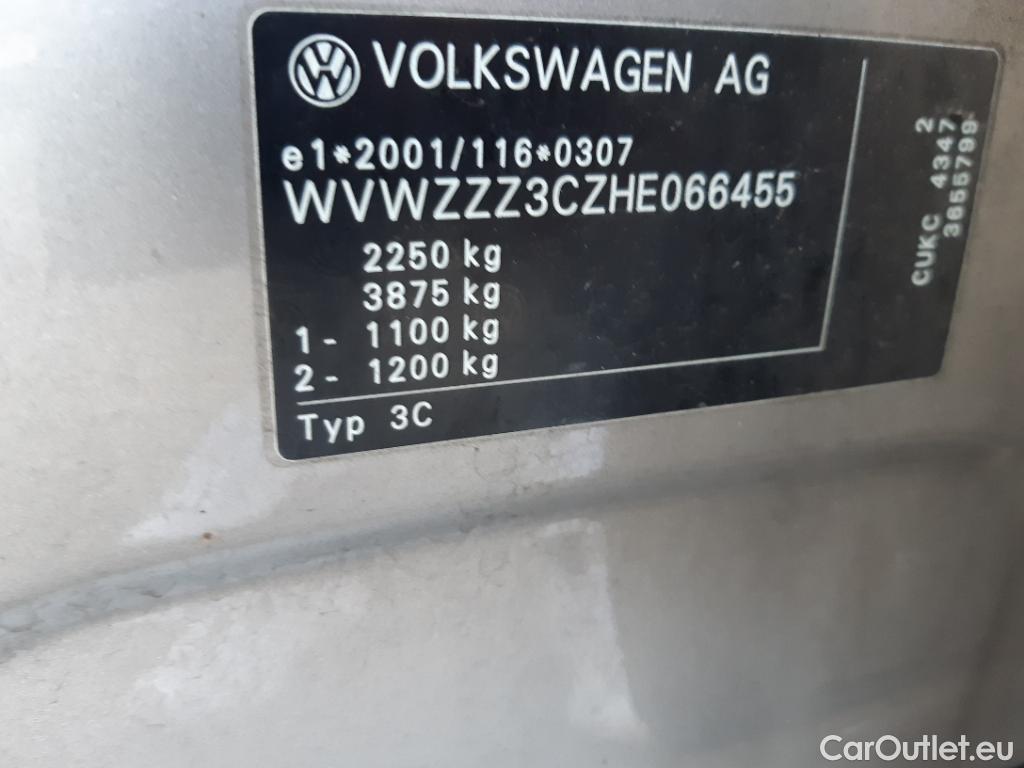 VOLKSWAGEN AG
e1*2001/116*0307
WVWZZZ3CZHE066455
2250 kg
3875 kg
1- 1100 kg
2- 1200 kg
Typ 3C
CUKC 4347 2
3655799
CarOutlet.eu